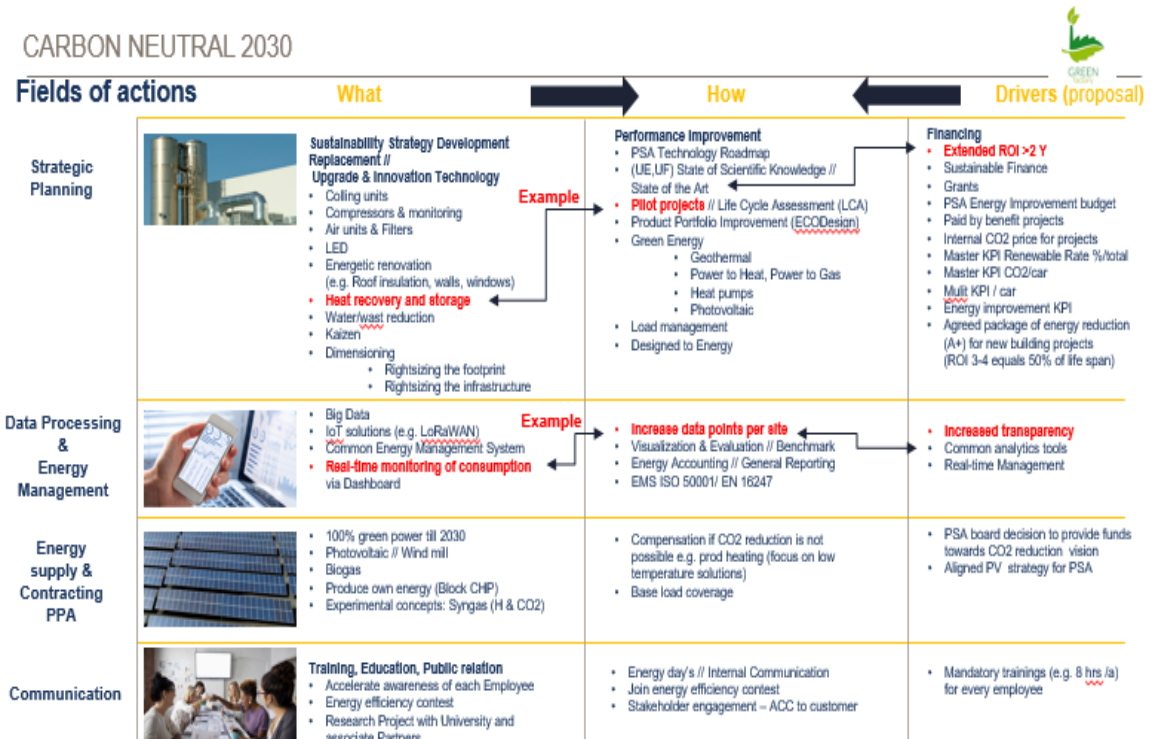 CARBON NEUTRAL 2030
GREEN
Fields of actions
What
How
Drivers (proposal)
Strategic
Planning
Sustainability Strategy Development
Replacement //
Upgrade & Innovation Technology
• Colling units
• Compressors & monitoring
• Air units & Filters
• LED
• Energetic renovation
(e.g. Roof insulation, walls, windows)
• Heat recovery and storage
• Water/wast reduction
• Kaizen
• Dimensioning
• Rightsizing the footprint
• Rightsizing the infrastructure
Example
Performance Improvement
• PSA Technology Roadmap
• (UE,UF) State of Scientific Knowledge //
State of the Art
• Pilot projects // Life Cycle Assessment (LCA)
• Product Portfolio Improvement (ECODesign)
• Green Energy
• Geothermal
• Power to Heat, Power to Gas
• Heat pumps
• Photovoltaic
• Load management
• Designed to Energy
Financing
• Extended ROI >2 Y
• Sustainable Finance
• Grants
• PSA Energy Improvement budget
• Paid by benefit projects
• Internal CO2 price for projects
• Master KPI Renewable Rate %/total
• Master KPI CO2/car
• Mulit KPI / car
• Energy improvement KPI
• Agreed package of energy reduction
(A+) for new building projects
(ROI 3-4 equals 50% of life span)
Data Processing
&
Energy
Management
• Big Data
• IoT solutions (e.g. LoRaWAN)
• Common Energy Management System
• Real-time monitoring of consumption
via Dashboard
Example
• Increase data points per site
• Visualization & Evaluation // Benchmark
• Energy Accounting // General Reporting
• EMS ISO 50001/ EN 16247
• Increased transparency
• Common analytics tools
• Real-time Management
Energy
supply &
Contracting
PPA
• 100% green power till 2030
• Photovoltaic // Wind mill
• Biogas
• Produce own energy (Block CHP)
• Experimental concepts: Syngas (H & CO2)
• Compensation if CO2 reduction is not
possible e.g. prod heating (focus on low
temperature solutions)
• Base load coverage
• PSA board decision to provide funds
towards CO2 reduction vision
• Aligned PV strategy for PSA
Communication
Training, Education, Public relation
• Accelerate awareness of each Employee
• Energy efficiency contest
• Research Project with University and
associate Partners
• Energy day's // Internal Communication
• Join energy efficiency contest
• Stakeholder engagement – ACC to customer
• Mandatory trainings (e.g. 8 hrs /a)
for every employee